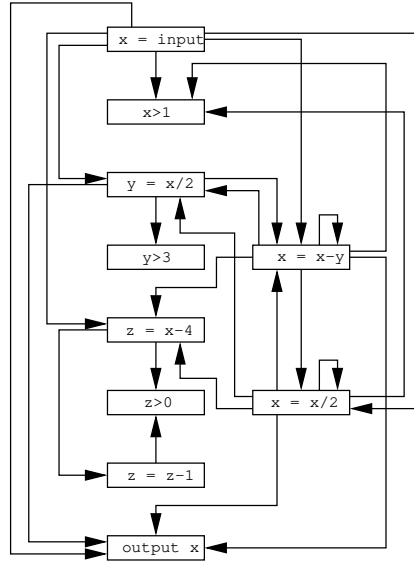 x = input
x>1
y = x/2
y>3
x = x-y
z = x-4
z>0
x = x/2
z = z-1
output x